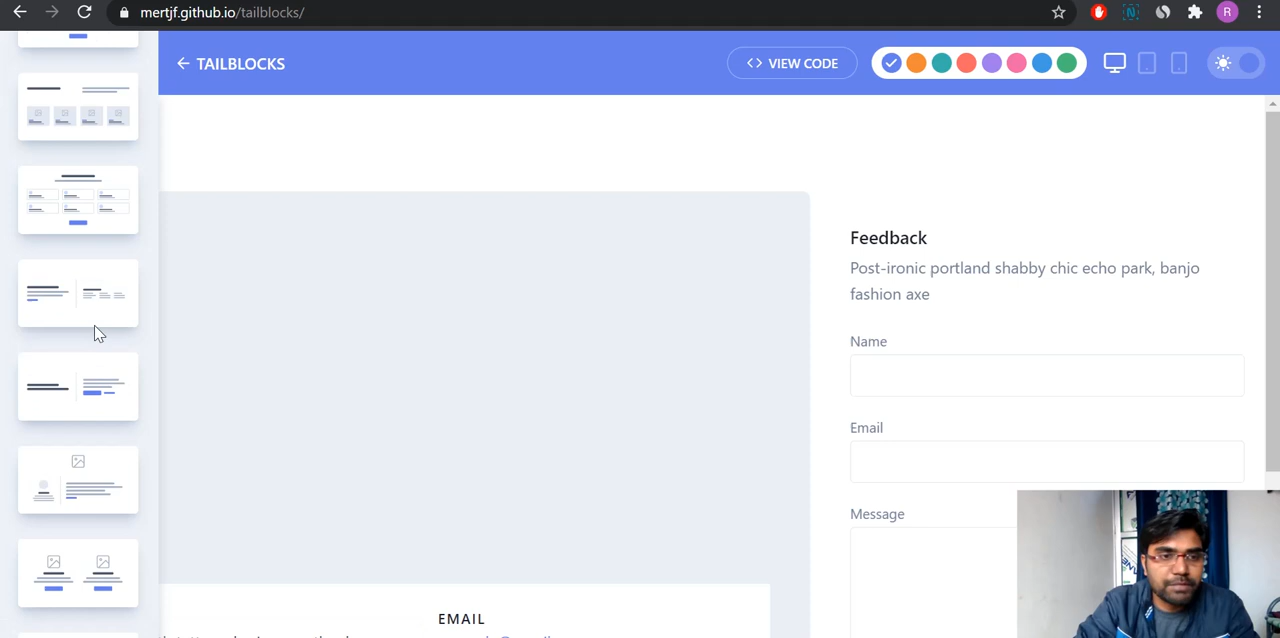 mertjf.github.io/tailblocks/
R
← TAILBLOCKS
<> VIEW CODE
Feedback
Post-ironic portland shabby chic echo park, banjo
fashion axe
Name
Email
Message
EMAIL